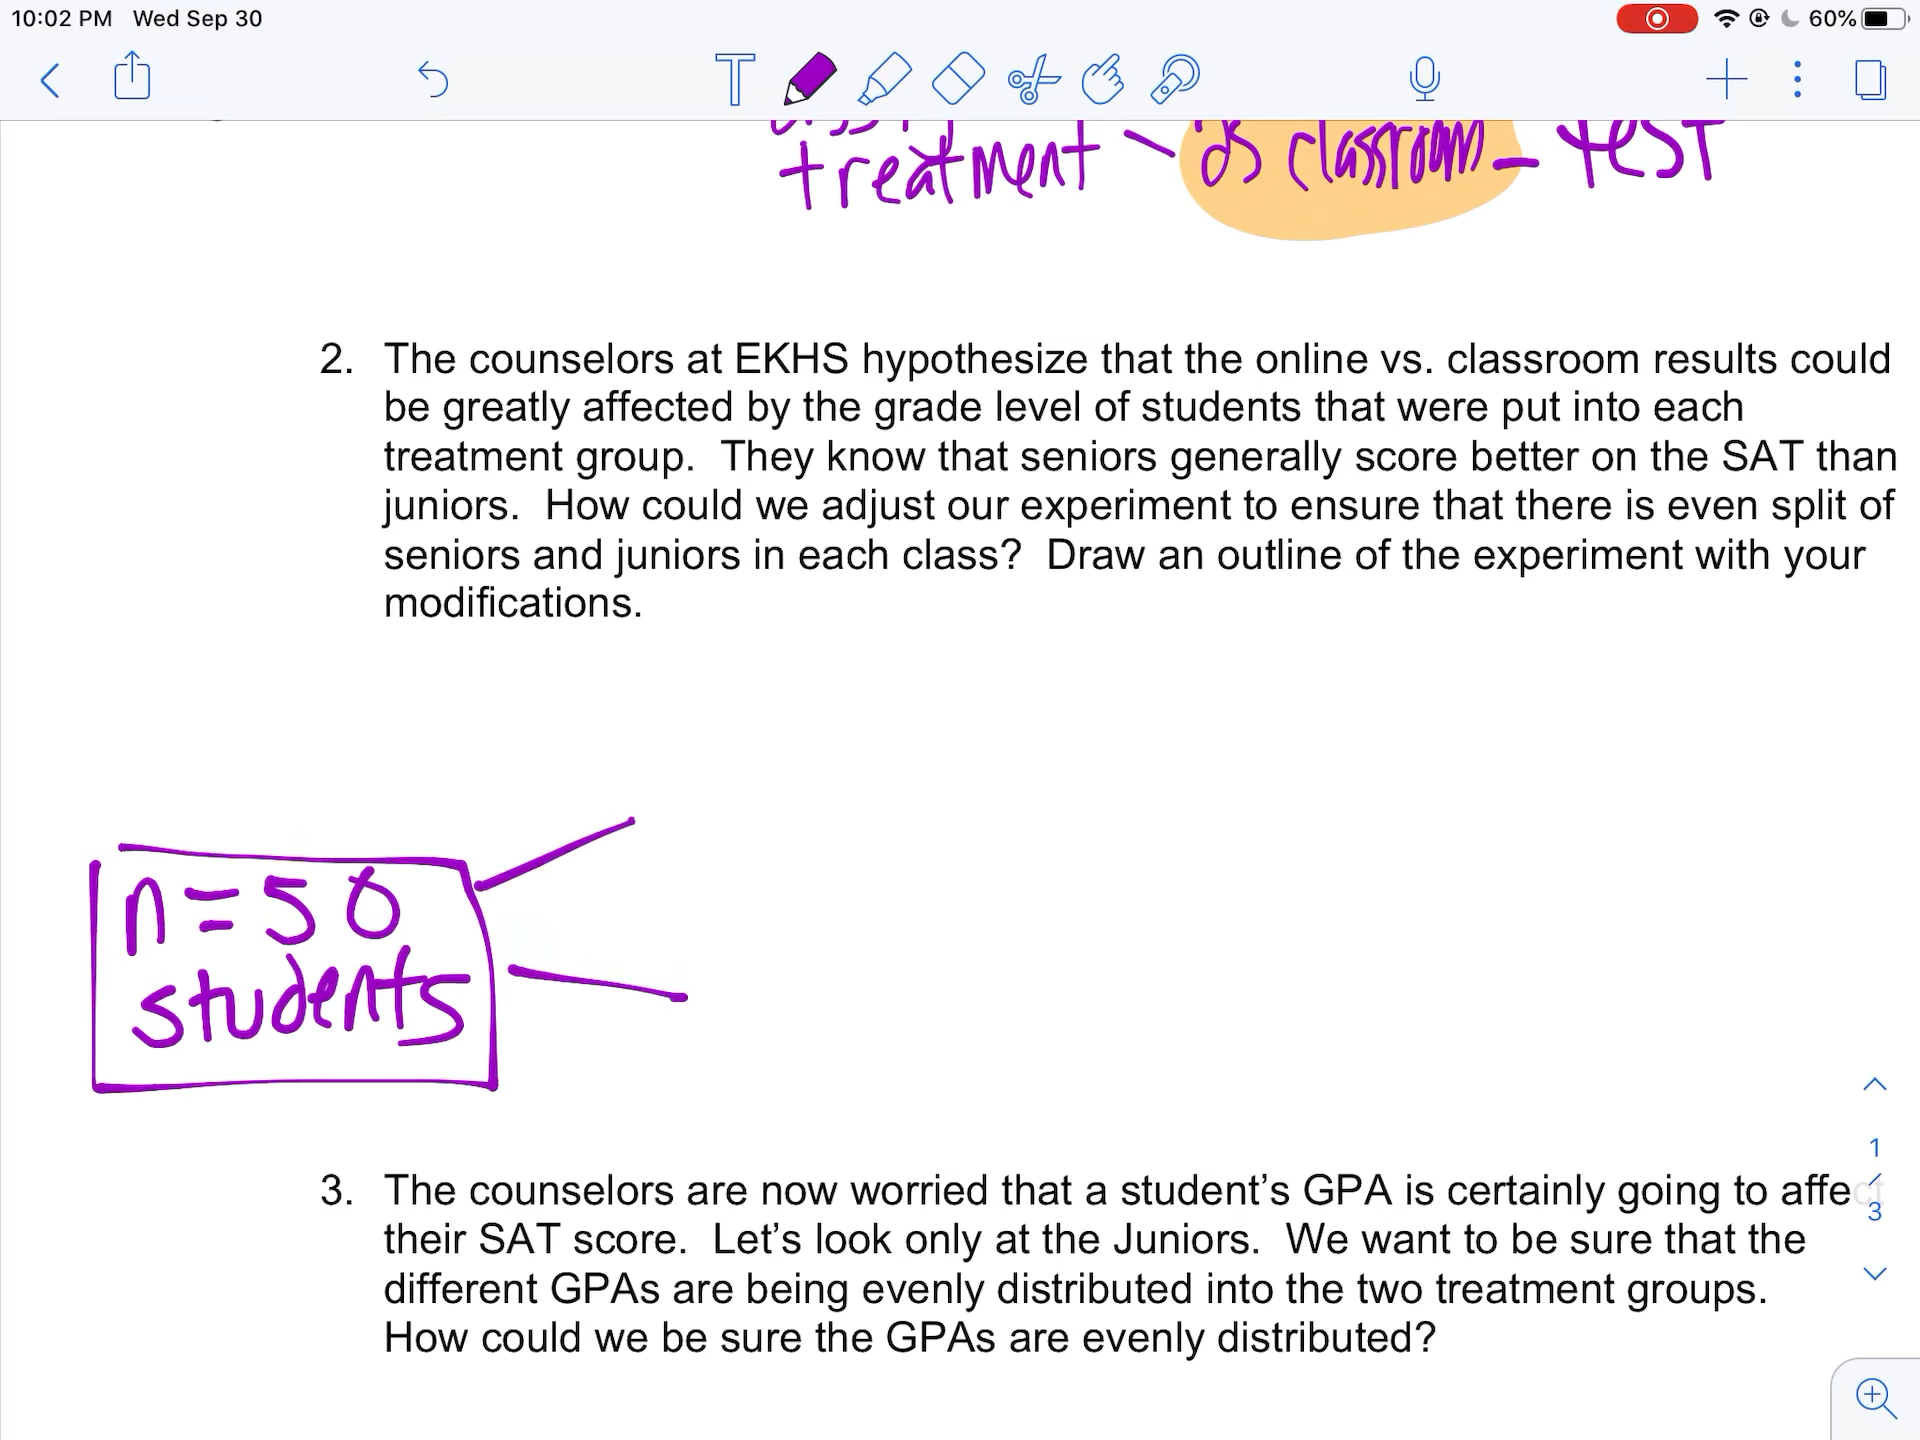 10:02 PM Wed Sep 30 60%
treatment - 25 classroom - test
2. The counselors at EKHS hypothesize that the online vs. classroom results could
be greatly affected by the grade level of students that were put into each
treatment group. They know that seniors generally score better on the SAT than
juniors. How could we adjust our experiment to ensure that there is even split of
seniors and juniors in each class? Draw an outline of the experiment with your
modifications.
n=50
students
1
/
3
3. The counselors are now worried that a student's GPA is certainly going to affect
their SAT score. Let's look only at the Juniors. We want to be sure that the
different GPAs are being evenly distributed into the two treatment groups.
How could we be sure the GPAs are evenly distributed?